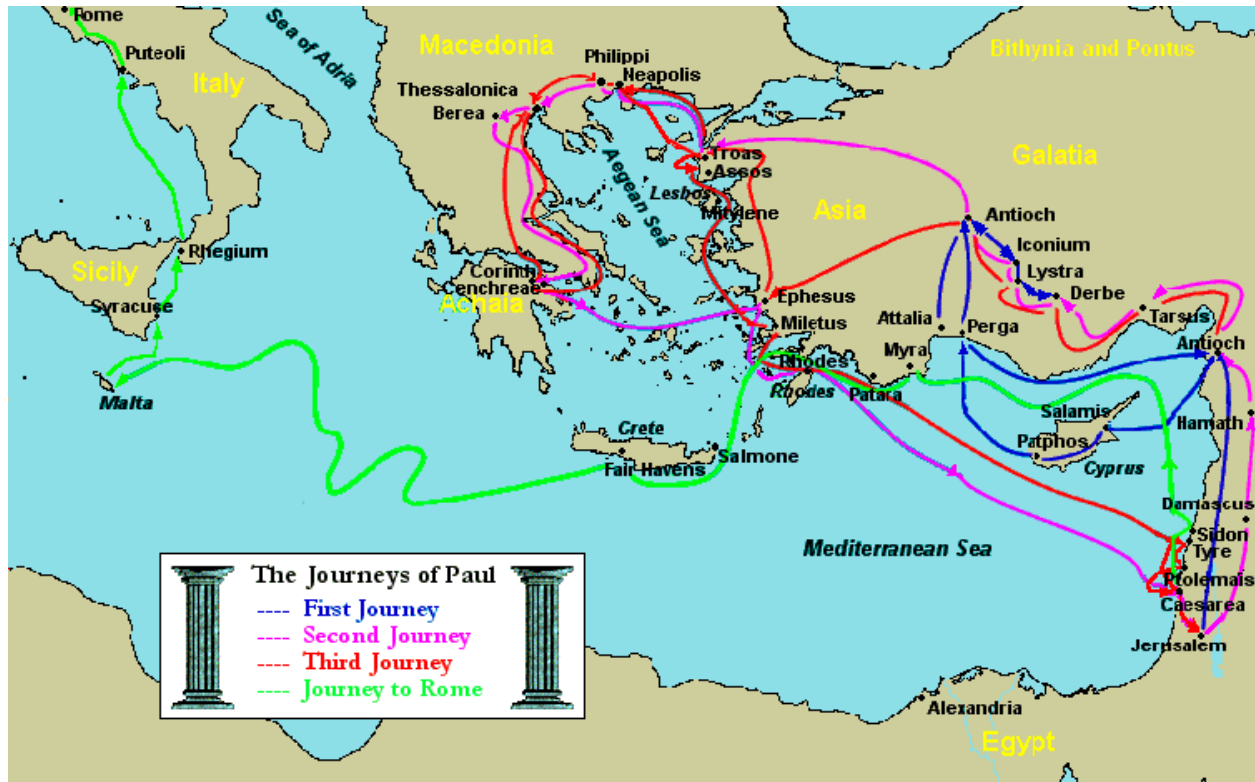 Rome
Puteoli
Italy
Sea of Adria
Macedonia
Philippi
Neapolis
Thessalonica
Berea
Bithynia and Pontus
Galatia
Troas
Assos
Lesbos
Mitylene
Aegean Sea
Asia
Antioch
Iconium
Lystra
Derbe
Tarsus
Antioch
Rhegium
Sicily
Syracuse
Malta
Corinth
Cenchreae
Achaia
Ephesus
Miletus
Attalia
Perga
Myra
Rhodes
Rhodes
Patara
Salamis
Patphos
Cyprus
Hamath
Crete
Fair Havens
Salmone
Damascus
Sidon
Tyre
Mediterranean Sea
Ptolemais
Caesarea
Jerusalem
The Journeys of Paul
---- First Journey
---- Second Journey
---- Third Journey
---- Journey to Rome
Alexandria
Egypt